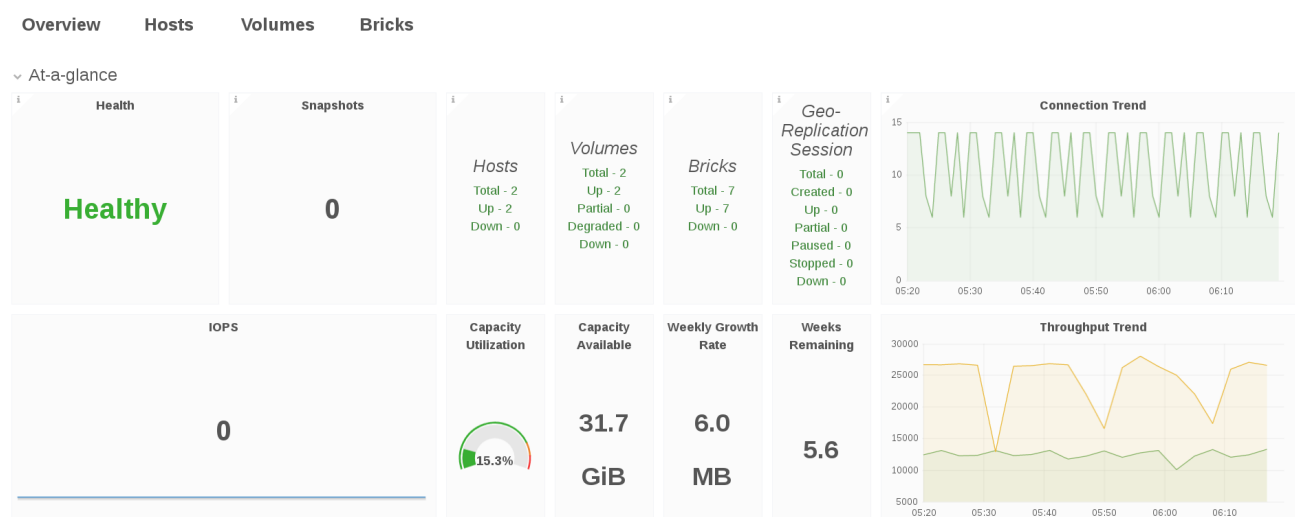 Overview Hosts Volumes Bricks
At-a-glance
Health
Healthy
Snapshots
0
Hosts
Total - 2
Up - 2
Down - 0
Volumes
Total - 2
Up - 2
Partial - 0
Degraded - 0
Down - 0
Bricks
Total - 7
Up - 7
Down - 0
Geo-
Replication
Session
Total - 0
Created - 0
Up - 0
Partial - 0
Paused - 0
Stopped - 0
Down - 0
Connection Trend
15
10
5
0
05:20 05:30 05:40 05:50 06:00 06:10
IOPS
0
Capacity
Utilization
15.3%
Capacity
Available
31.7
GiB
Weekly Growth
Rate
6.0
MB
Weeks
Remaining
5.6
Throughput Trend
30000
25000
20000
15000
10000
5000
05:20 05:30 05:40 05:50 06:00 06:10